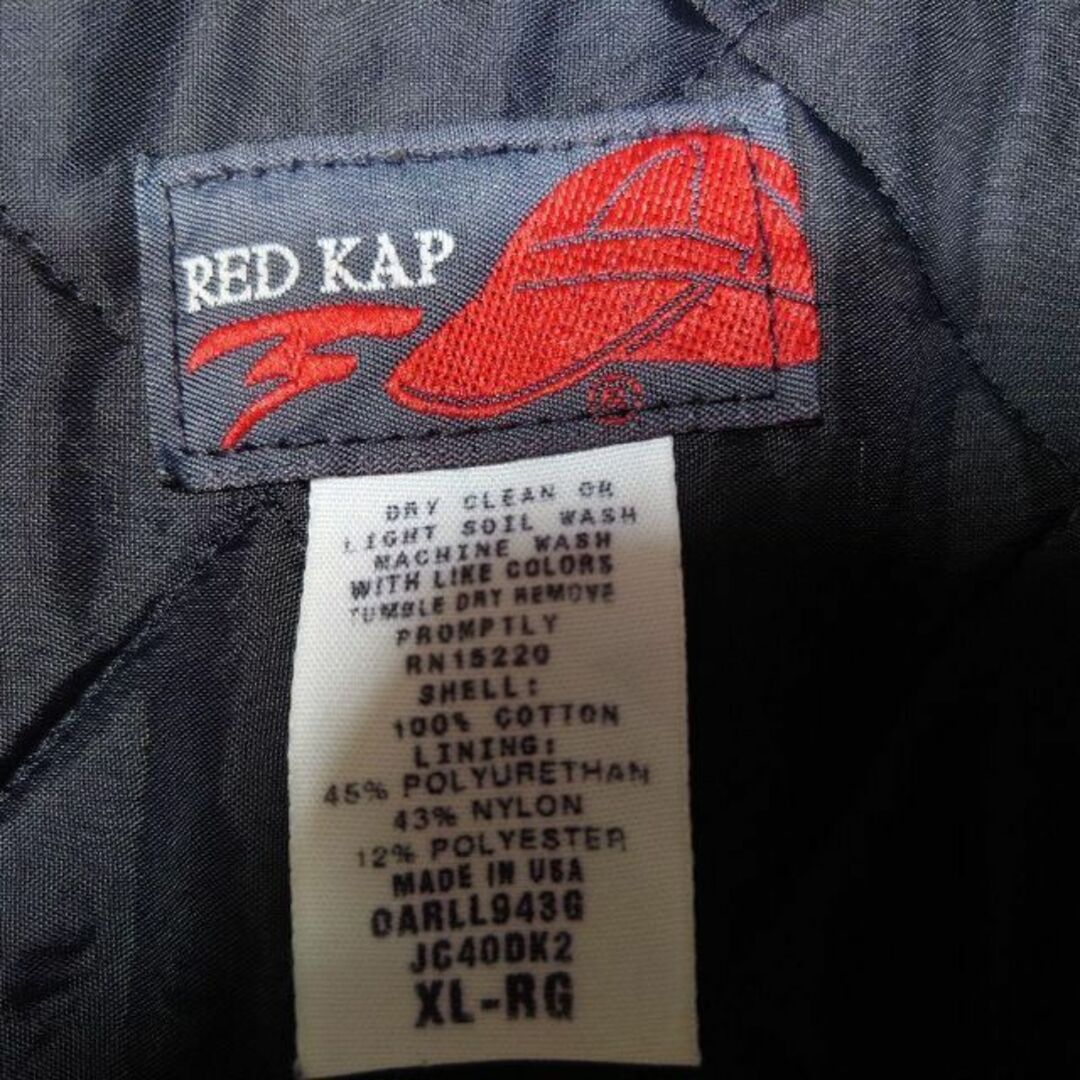 RED KAP
DRY CLEAN OR
LIGHT SOIL WASH
MACHINE WASH
WITH LIKE COLORS
TUMBLE DRY REMOVE
PROMPTLY
RN15220
SHELL:
100% COTTON
LINING:
45% POLYURETHAN
43% NYLON
12% POLYESTER
MADE IN USA
0ARLL943G
JC40DK2
XL-RG